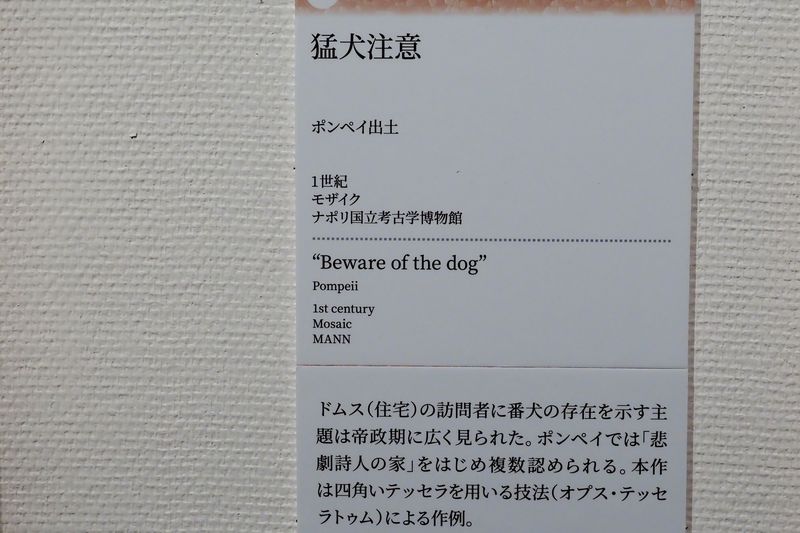 猛犬注意
ポンペイ出土
1世紀
モザイク
ナポリ国立考古学博物館
“Beware of the dog”
Pompeii
1st century
Mosaic
MANN
ドムス（住宅）の訪問者に番犬の存在を示す主
題は帝政期に広く見られた。ポンペイでは「悲
劇詩人の家」をはじめ複数認められる。本作
は四角いテッセラを用いる技法（オプス・テッセ
ラトゥム）による作例。